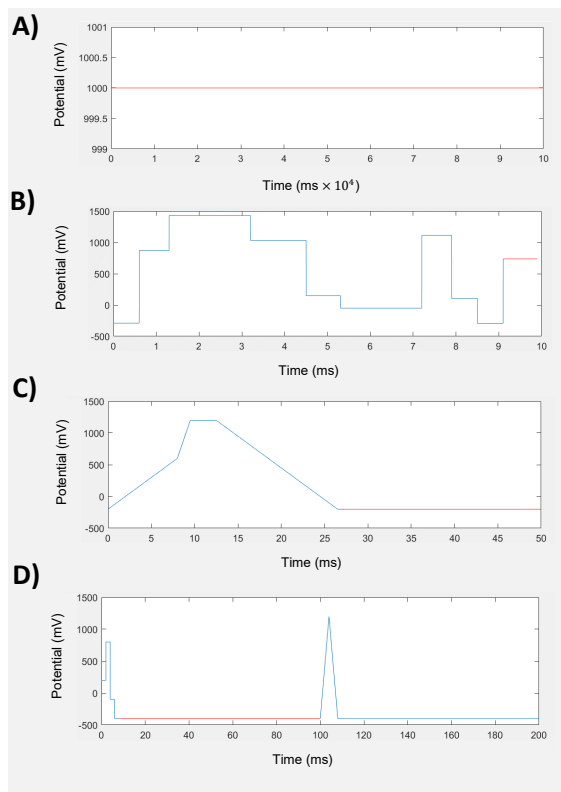 A)
1001
1000.5
1000
999.5
999
Potential (mV)
0 1 2 3 4 5 6 7 8 9 10
Time (ms × 10⁴)
B)
1500
1000
500
0
-500
Potential (mV)
0 1 2 3 4 5 6 7 8 9 10
Time (ms)
C)
1500
1000
500
0
-500
Potential (mV)
0 5 10 15 20 25 30 35 40 45 50
Time (ms)
D)
1500
1000
500
0
-500
Potential (mV)
0 20 40 60 80 100 120 140 160 180 200
Time (ms)